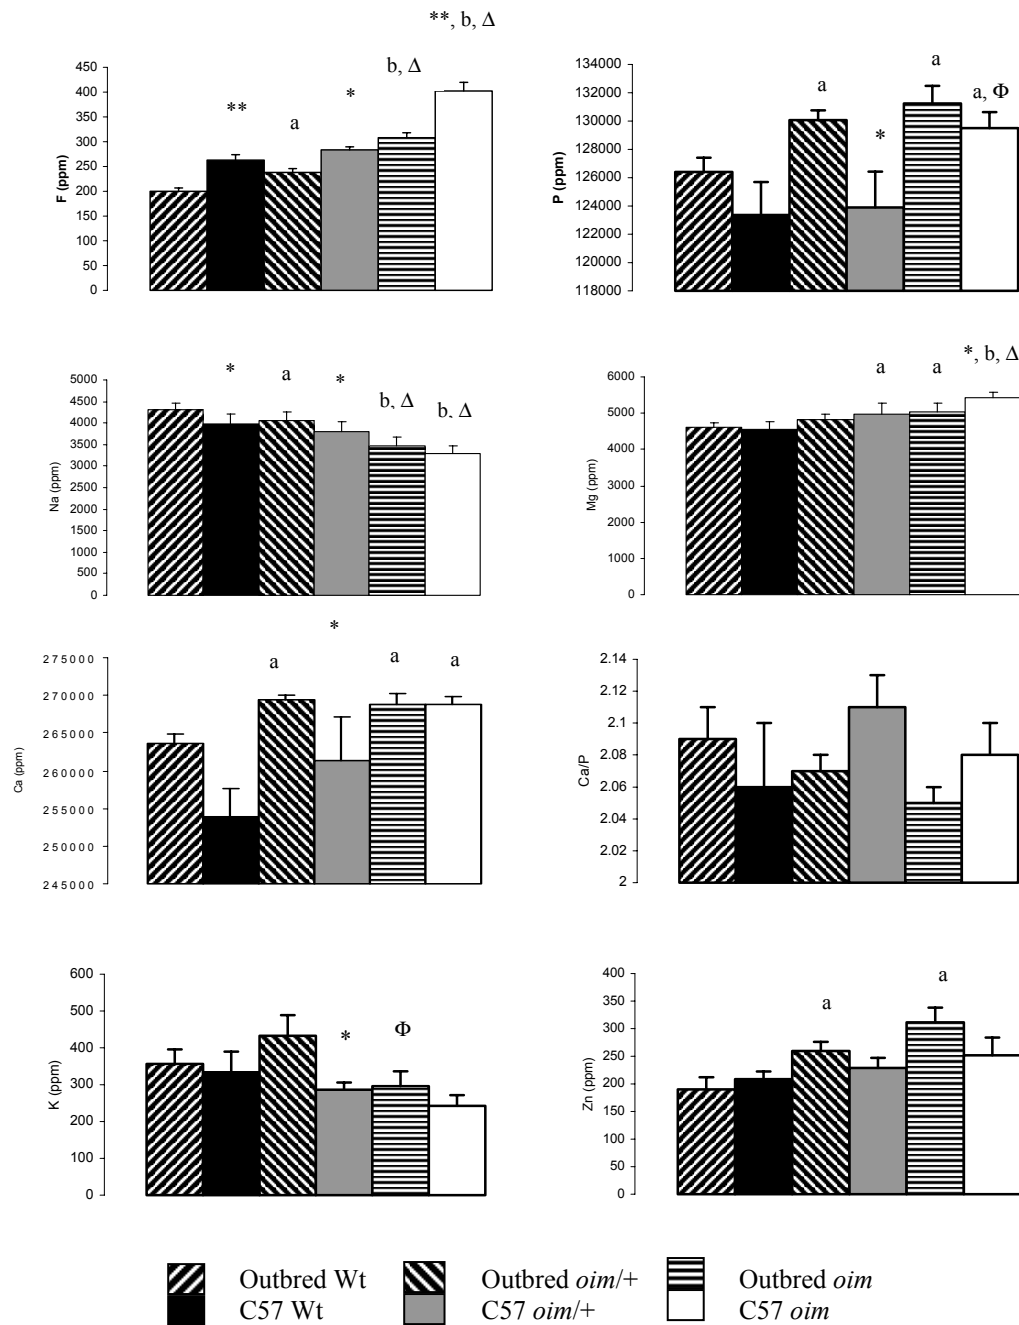 **, b, Δ
b, Δ
*
**
a
450
400
350
300
250
200
150
100
50
0
F (ppm)
a
a
a, Φ
*
134000
132000
130000
128000
126000
124000
122000
120000
118000
P (ppm)
*
a
*
b, Δ
b, Δ
5000
4500
4000
3500
3000
2500
2000
1500
1000
500
0
Na (ppm)
*, b, Δ
a
a
6000
5000
4000
3000
2000
1000
0
Mg (ppm)
*
a
a
a
275000
270000
265000
260000
255000
250000
245000
Ca (ppm)
2.14
2.12
2.1
2.08
2.06
2.04
2.02
2
Ca/P
*
Φ
600
500
400
300
200
100
0
K (ppm)
a
a
400
350
300
250
200
150
100
50
0
Zn (ppm)
Outbred Wt
Outbred oim/+
Outbred oim
C57 Wt
C57 oim/+
C57 oim